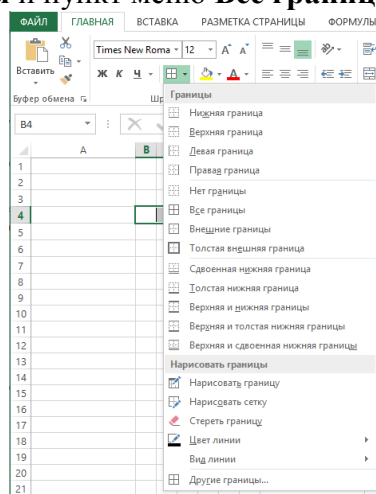 и пункт меню Все границ
ФАЙЛ ГЛАВНАЯ ВСТАВКА РАЗМЕТКА СТРАНИЦЫ ФОРМУЛЫ
Times New Roma 12 A A
Вставить
Ж К Ч А
Буфер обмена
B4
A B
Границы
Нижняя граница
Верхняя граница
Левая граница
Правая граница
Нет границы
Все границы
Внешние границы
Толстая внешняя граница
Сдвоенная нижняя граница
Толстая нижняя граница
Верхняя и нижняя границы
Верхняя и толстая нижняя границы
Верхняя и сдвоенная нижняя границы
Нарисовать границы
Нарисовать границу
Нарисовать сетку
Стереть границу
Цвет линии
Вид линии
Другие границы...
1
2
3
4
5
6
7
8
9
10
11
12
13
14
15
16
17
18
19
20
21